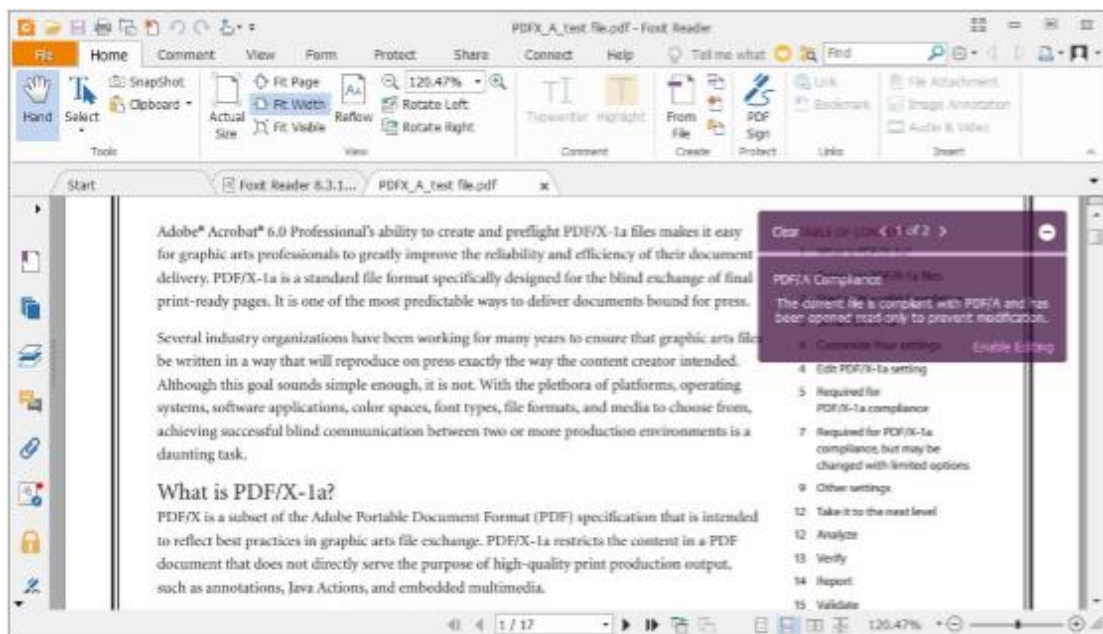 PDFX_A_test file.pdf - Foxit Reader
File Home Comment View Form Protect Share Connect Help Tell me what Find
Hand
Select
SnapShot
Clipboard
Tools
Actual Size
Fit Page
Fit Width
Fit Visible
Reflow
120.47%
Rotate Left
Rotate Right
View
Typewriter Highlight
Comment
From File
Create
PDF Sign
Protect
Link
Bookmark
Links
File Attachment
Image Annotation
Audio & Video
Insert
Start Foxit Reader 8.3.1... PDFX_A_test file.pdf
Adobe® Acrobat® 6.0 Professional's ability to create and preflight PDF/X-1a files makes it easy
for graphic arts professionals to greatly improve the reliability and efficiency of their document
delivery. PDF/X-1a is a standard file format specifically designed for the blind exchange of final
print-ready pages. It is one of the most predictable ways to deliver documents bound for press.
Several industry organizations have been working for many years to ensure that graphic arts files
be written in a way that will reproduce on press exactly the way the content creator intended.
Although this goal sounds simple enough, it is not. With the plethora of platforms, operating
systems, software applications, color spaces, font types, file formats, and media to choose from,
achieving successful blind communication between two or more production environments is a
daunting task.
What is PDF/X-1a?
PDF/X is a subset of the Adobe Portable Document Format (PDF) specification that is intended
to reflect best practices in graphic arts file exchange. PDF/X-1a restricts the content in a PDF
document that does not directly serve the purpose of high-quality print production output,
such as annotations, Java Actions, and embedded multimedia.
Clear 1 of 2
PDF/A Compliance
The current file is compliant with PDF/A and has
been opened read-only to prevent modification.
Enable Editing
4 Customize your settings
4 Edit PDF/X-1a setting
5 Required for
PDF/X-1a compliance
7 Required for PDF/X-1a
compliance, but may be
changed with limited options
9 Other settings
12 Take it to the next level
12 Analyze
13 Verify
14 Report
15 Validate
1 / 17
120.47%